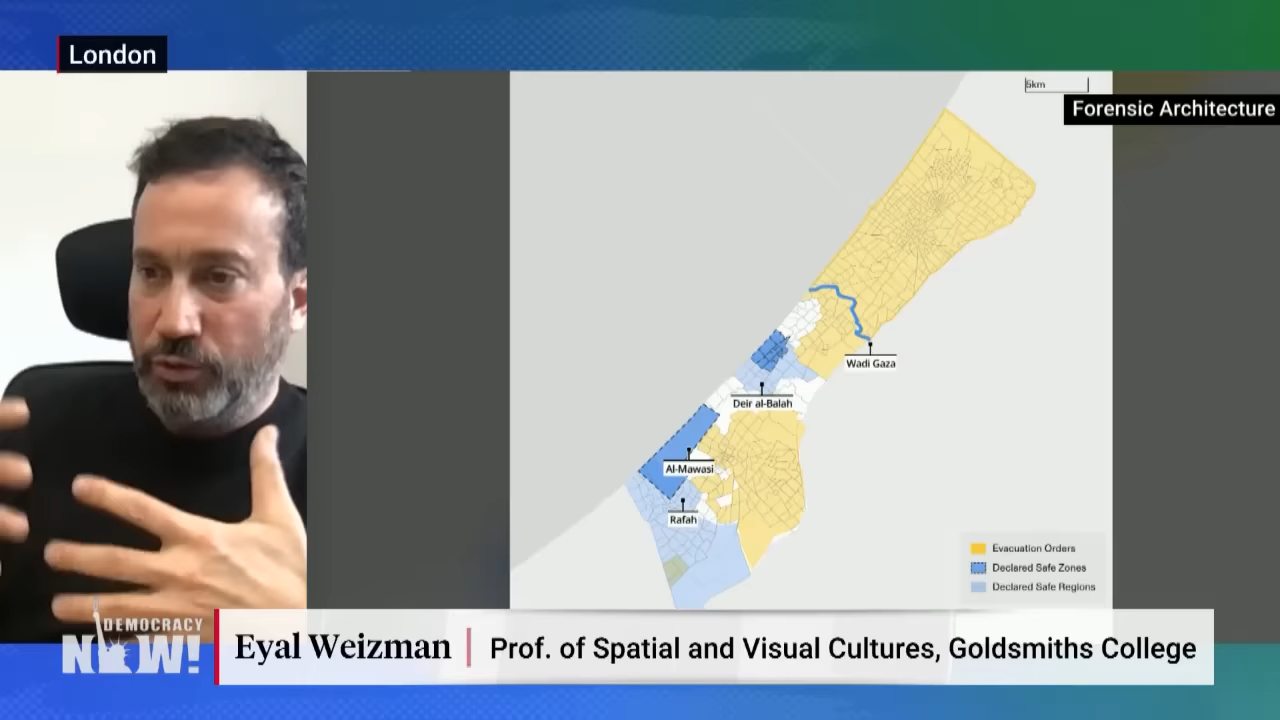 London
5km
Forensic Architecture
Wadi Gaza
Deir al-Balah
Al-Mawasi
Rafah
Evacuation Orders
Declared Safe Zones
Declared Safe Regions
DEMOCRACY
NOW!
Eyal Weizman
Prof. of Spatial and Visual Cultures, Goldsmiths College